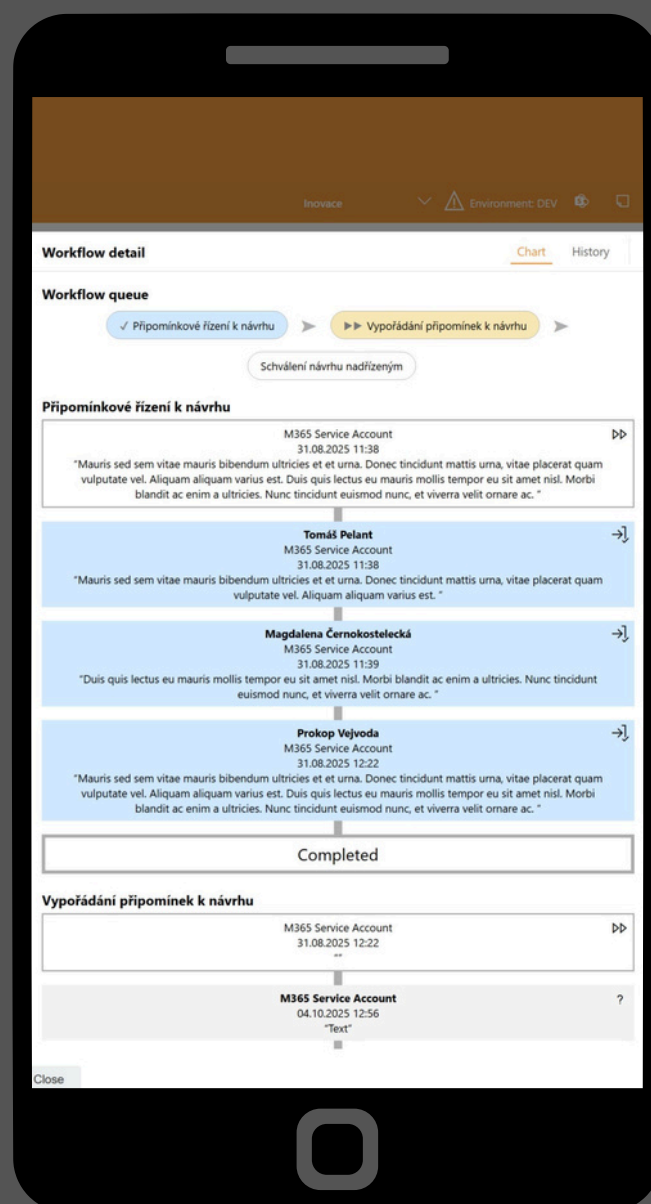 Inovace
Environment: DEV
Workflow detail
Chart
History
Workflow queue
✓ Připomínkové řízení k návrhu
Vypořádání připomínek k návrhu
Schválení návrhu nadřízeným
Připomínkové řízení k návrhu
M365 Service Account
31.08.2025 11:38
"Mauris sed sem vitae mauris bibendum ultricies et et urna. Donec tincidunt mattis urna, vitae placerat quam
vulputate vel. Aliquam aliquam varius est. Duis quis lectus eu mauris mollis tempor eu sit amet nisl. Morbi
blandit ac enim a ultricies. Nunc tincidunt euismod nunc, et viverra velit ornare ac. "
Tomáš Pelant
M365 Service Account
31.08.2025 11:38
"Mauris sed sem vitae mauris bibendum ultricies et et urna. Donec tincidunt mattis urna, vitae placerat quam
vulputate vel. Aliquam aliquam varius est. "
Magdalena Černokostelecká
M365 Service Account
31.08.2025 11:39
"Duis quis lectus eu mauris mollis tempor eu sit amet nisl. Morbi blandit ac enim a ultricies. Nunc tincidunt
euismod nunc, et viverra velit ornare ac. "
Prokop Vejvoda
M365 Service Account
31.08.2025 12:22
"Mauris sed sem vitae mauris bibendum ultricies et et urna. Donec tincidunt mattis urna, vitae placerat quam
vulputate vel. Aliquam aliquam varius est. Duis quis lectus eu mauris mollis tempor eu sit amet nisl. Morbi
blandit ac enim a ultricies. Nunc tincidunt euismod nunc, et viverra velit ornare ac. "
Completed
Vypořádání připomínek k návrhu
M365 Service Account
31.08.2025 12:22
""
M365 Service Account
?
04.10.2025 12:56
"Text"
Close